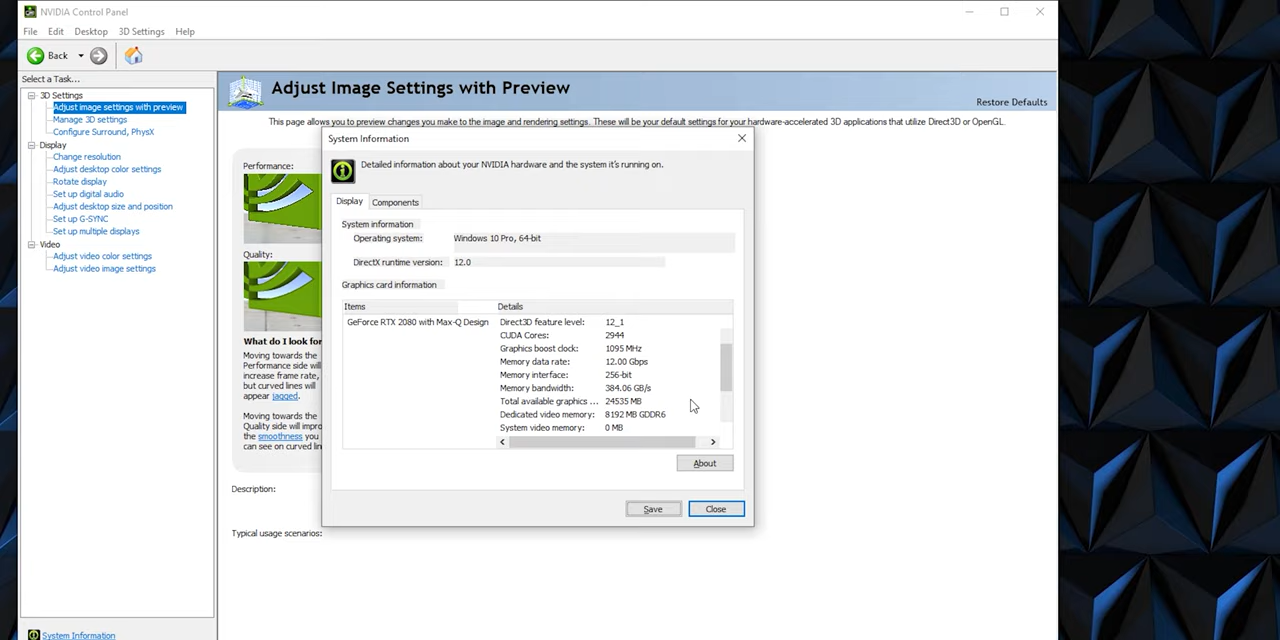 NVIDIA Control Panel
File Edit Desktop 3D Settings Help
Back
Select a Task...
3D Settings
Adjust image settings with preview
Manage 3D settings
Configure Surround, PhysX
Display
Change resolution
Adjust desktop color settings
Rotate display
Set up digital audio
Adjust desktop size and position
Set up G-SYNC
Set up multiple displays
Video
Adjust video color settings
Adjust video image settings
System Information
Adjust Image Settings with Preview
Restore Defaults
This page allows you to preview changes you make to the image and rendering settings. These will be your default settings for your hardware-accelerated 3D applications that utilize Direct3D or OpenGL.
Performance:
Quality:
What do I look for
Moving towards the
Performance side will
increase frame rate,
but curved lines will
appear jagged.
Moving towards the
Quality side will impro
the smoothness you
can see on curved lin
Description:
Typical usage scenarios:
System Information
Detailed information about your NVIDIA hardware and the system it's running on.
Display Components
System information
Operating system: Windows 10 Pro, 64-bit
DirectX runtime version: 12.0
Graphics card information
Items Details
GeForce RTX 2080 with Max-Q Design Direct3D feature level: 12_1
CUDA Cores: 2944
Graphics boost clock: 1095 MHz
Memory data rate: 12.00 Gbps
Memory interface: 256-bit
Memory bandwidth: 384.06 GB/s
Total available graphics ... 24535 MB
Dedicated video memory: 8192 MB GDDR6
System video memory: 0 MB
About
Save Close